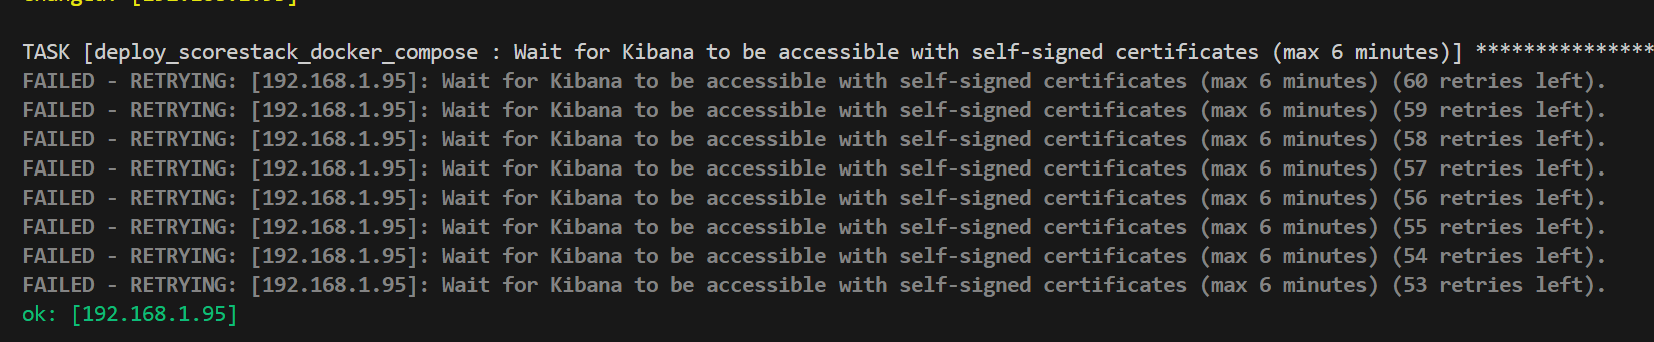 changed: [192.168.1.95]
TASK [deploy_scorestack_docker_compose : Wait for Kibana to be accessible with self-signed certificates (max 6 minutes)] ***************
FAILED - RETRYING: [192.168.1.95]: Wait for Kibana to be accessible with self-signed certificates (max 6 minutes) (60 retries left).
FAILED - RETRYING: [192.168.1.95]: Wait for Kibana to be accessible with self-signed certificates (max 6 minutes) (59 retries left).
FAILED - RETRYING: [192.168.1.95]: Wait for Kibana to be accessible with self-signed certificates (max 6 minutes) (58 retries left).
FAILED - RETRYING: [192.168.1.95]: Wait for Kibana to be accessible with self-signed certificates (max 6 minutes) (57 retries left).
FAILED - RETRYING: [192.168.1.95]: Wait for Kibana to be accessible with self-signed certificates (max 6 minutes) (56 retries left).
FAILED - RETRYING: [192.168.1.95]: Wait for Kibana to be accessible with self-signed certificates (max 6 minutes) (55 retries left).
FAILED - RETRYING: [192.168.1.95]: Wait for Kibana to be accessible with self-signed certificates (max 6 minutes) (54 retries left).
FAILED - RETRYING: [192.168.1.95]: Wait for Kibana to be accessible with self-signed certificates (max 6 minutes) (53 retries left).
ok: [192.168.1.95]